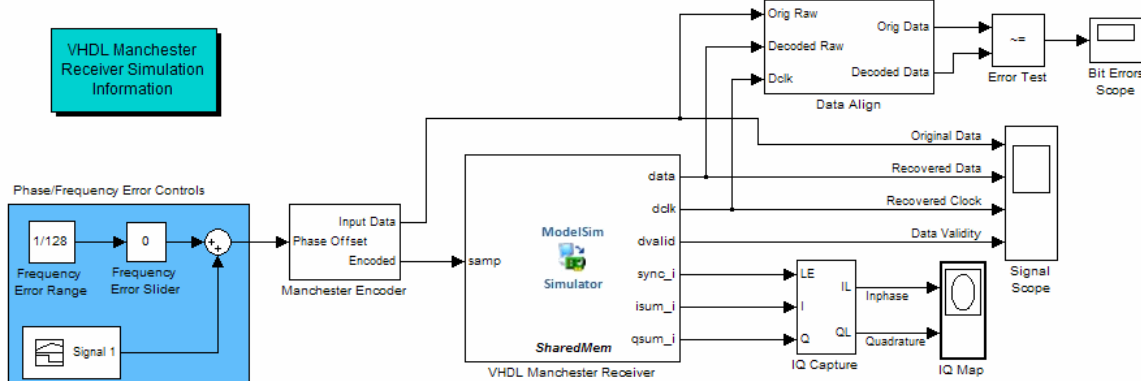 VHDL Manchester
Receiver Simulation
Information
Orig Raw
Decoded Raw
Dclk
Orig Data
Decoded Data
Data Align
~=
Error Test
Bit Errors
Scope
Phase/Frequency Error Controls
1/128
Frequency
Error Range
0
Frequency
Error Slider
Signal 1
Input Data
Phase Offset
Encoded
Manchester Encoder
samp
ModelSim
Simulator
SharedMem
data
dclk
dvalid
sync_i
isum_i
qsum_i
VHDL Manchester Receiver
Original Data
Recovered Data
Recovered Clock
Data Validity
Signal
Scope
LE
I
Q
IL
QL
IQ Capture
Inphase
Quadrature
IQ Map